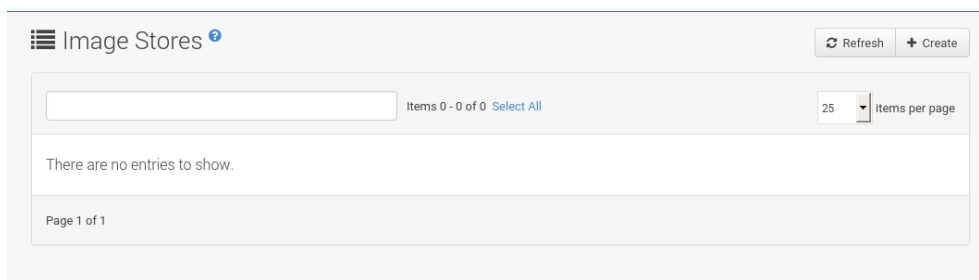 Image Stores ?
Refresh + Create
Items 0 - 0 of 0 Select All
25 items per page
There are no entries to show.
Page 1 of 1